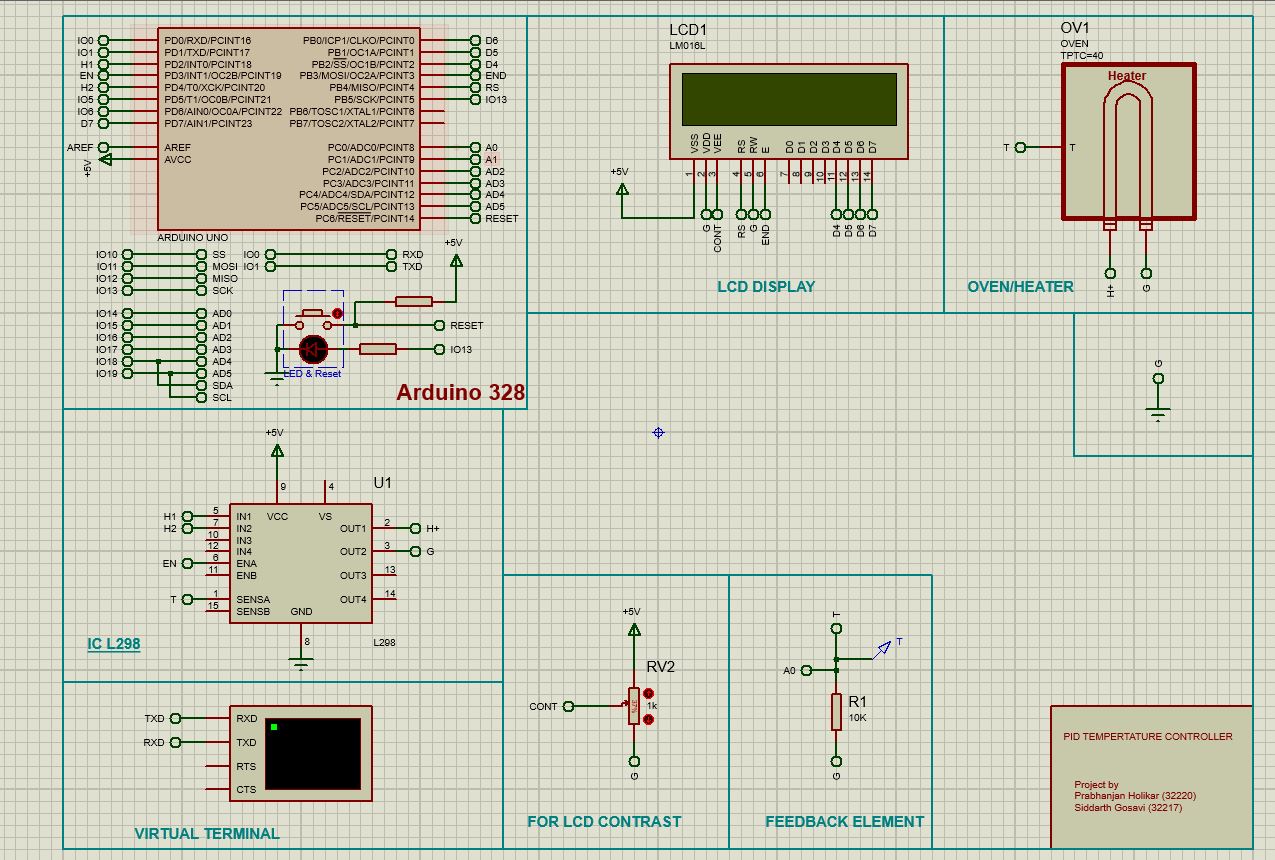 IO0 PD0/RXD/PCINT16 PB0/ICP1/CLKO/PCINT0 D6
IO1 PD1/TXD/PCINT17 PB1/OC1A/PCINT1 D5
H1 PD2/INT0/PCINT18 PB2/SS/OC1B/PCINT2 D4
EN PD3/INT1/OC2B/PCINT19 PB3/MOSI/OC2A/PCINT3 END
H2 PD4/T0/XCK/PCINT20 PB4/MISO/PCINT4 RS
IO5 PD5/T1/OC0B/PCINT21 PB5/SCK/PCINT5 IO13
IO6 PD6/AIN0/OC0A/PCINT22 PB6/TOSC1/XTAL1/PCINT6
D7 PD7/AIN1/PCINT23 PB7/TOSC2/XTAL2/PCINT7
AREF AREF PC0/ADC0/PCINT8 A0
+5V AVCC PC1/ADC1/PCINT9 A1
PC2/ADC2/PCINT10 AD2
PC3/ADC3/PCINT11 AD3
PC4/ADC4/SDA/PCINT12 AD4
PC5/ADC5/SCL/PCINT13 AD5
PC6/RESET/PCINT14 RESET
ARDUINO UNO
IO10 SS IO0 RXD
IO11 MOSI IO1 TXD
IO12 MISO
IO13 SCK
+5V
IO14 AD0
IO15 AD1
IO16 AD2
IO17 AD3
IO18 AD4
IO19 AD5
SDA
SCL
RESET
IO13
LED & Reset
Arduino 328
LCD1
LM016L
VSS VDD VEE RS RW E D0 D1 D2 D3 D4 D5 D6 D7
1 2 3 4 5 6 7 8 9 10 11 12 13 14
+5V
G CONT RS G END D4 D5 D6 D7
LCD DISPLAY
OV1
OVEN
TPTC=40
Heater
T T
H+ G
OVEN/HEATER
G
+5V
U1
9 4
VCC VS
H1 5 IN1
H2 7 IN2 OUT1 2 H+
10 IN3
12 IN4 OUT2 3 G
EN 6 ENA
11 ENB OUT3 13
T 1 SENSA OUT4 14
15 SENSB GND
8
L298
IC L298
TXD RXD
RXD TXD
RTS
CTS
VIRTUAL TERMINAL
+5V
RV2
CONT 1k
37%
G
FOR LCD CONTRAST
T
T
A0
R1
10K
G
FEEDBACK ELEMENT
PID TEMPERTATURE CONTROLLER
Project by
Prabhanjan Holikar (32220)
Siddarth Gosavi (32217)